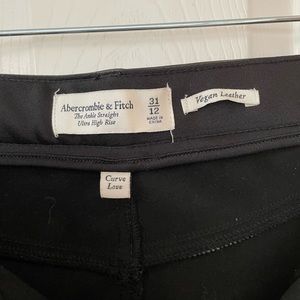 Abercrombie & Fitch
The Ankle Straight
Ultra High Rise
31
12
MADE IN
CHINA
Vegan Leather
Curve
Love